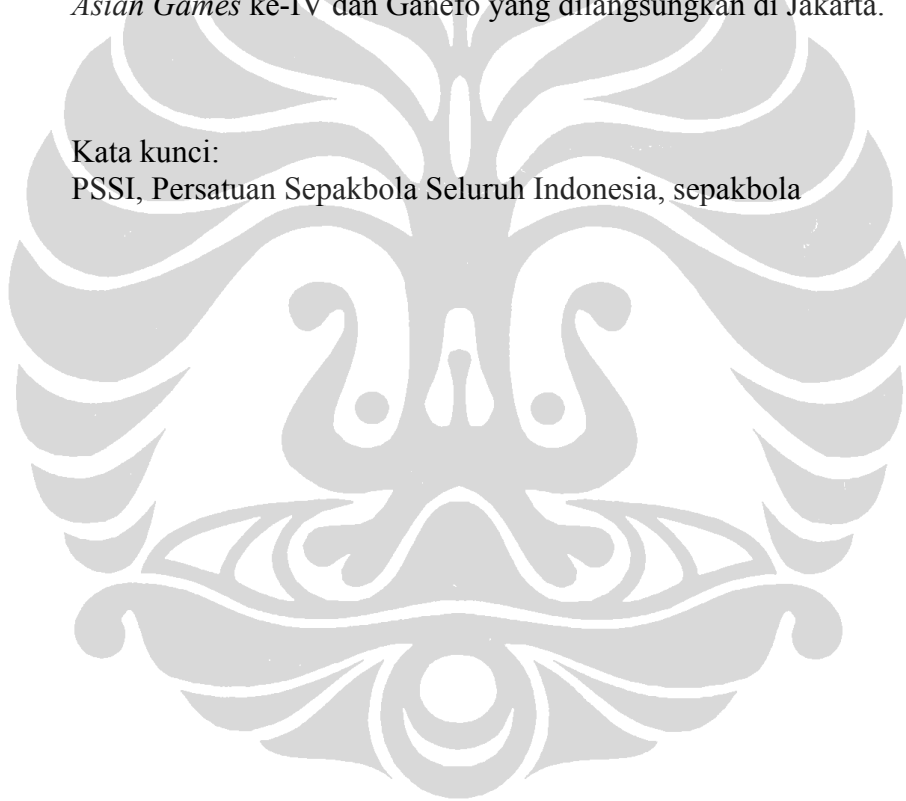 Asian Games ke-IV dan Ganefo yang dilangsungkan di Jakarta.
Kata kunci:
PSSI, Persatuan Sepakbola Seluruh Indonesia, sepakbola